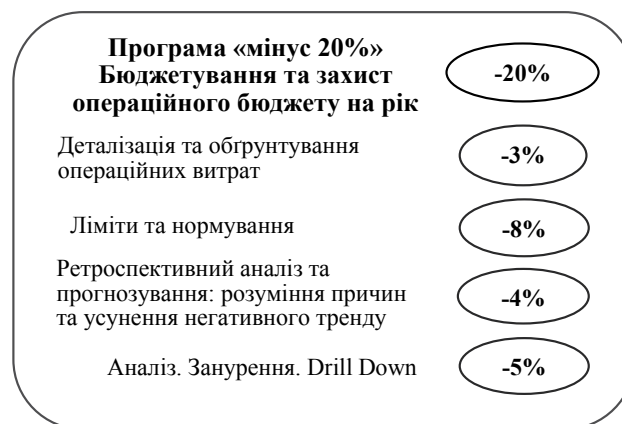 Програма «мінус 20%»
Бюджетування та захист
операційного бюджету на рік
-20%
Деталізація та обґрунтування
операційних витрат
-3%
Ліміти та нормування
-8%
Ретроспективний аналіз та
прогнозування: розуміння причин
та усунення негативного тренду
-4%
Аналіз. Занурення. Drill Down
-5%